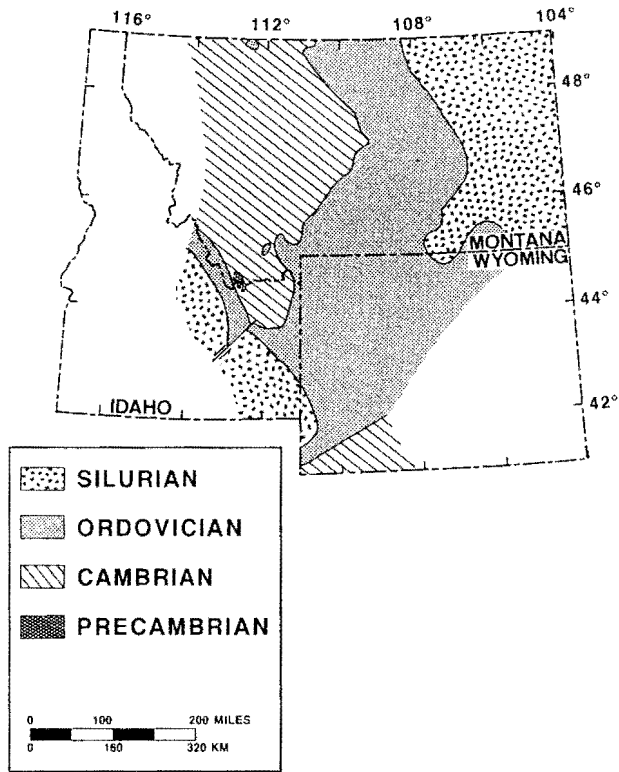 116° 112° 108° 104°
48°
46°
MONTANA
WYOMING
44°
42°
IDAHO
SILURIAN
ORDOVICIAN
CAMBRIAN
PRECAMBRIAN
0 100 200 MILES
0 160 320 KM